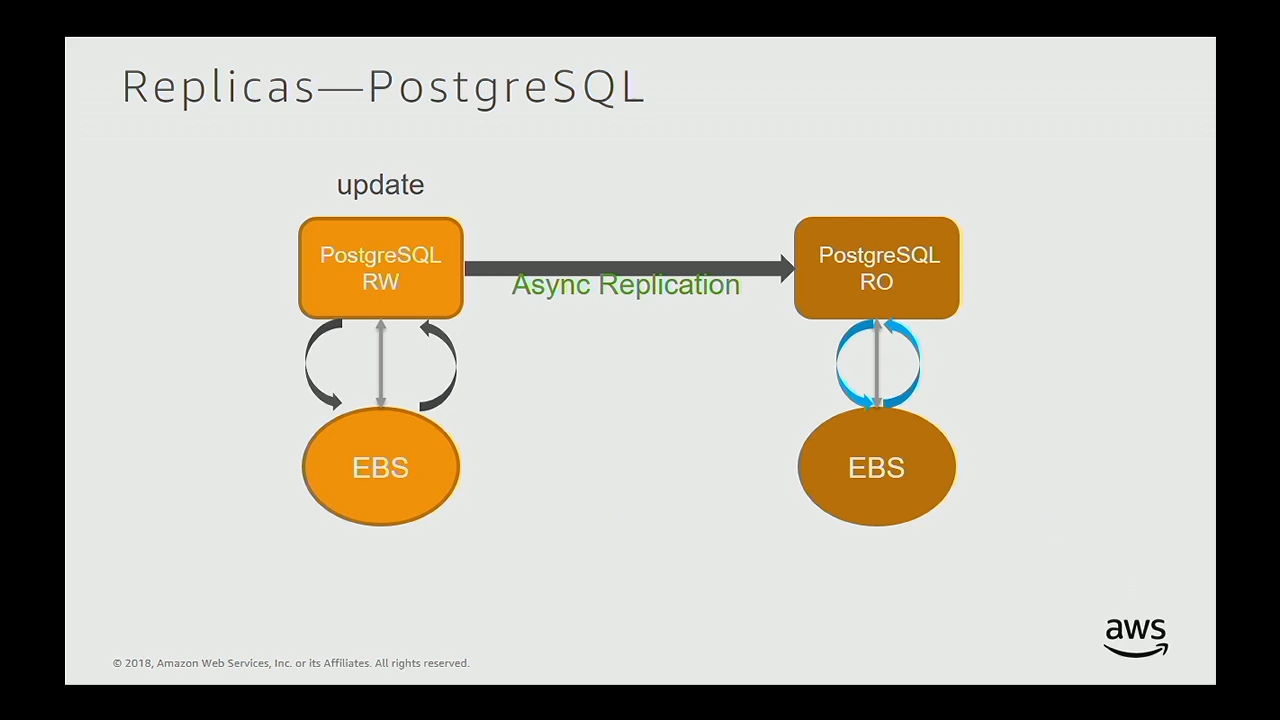 Replicas—PostgreSQL
update
PostgreSQL
RW
Async Replication
PostgreSQL
RO
EBS
EBS
© 2018, Amazon Web Services, Inc. or its Affiliates. All rights reserved.
aws